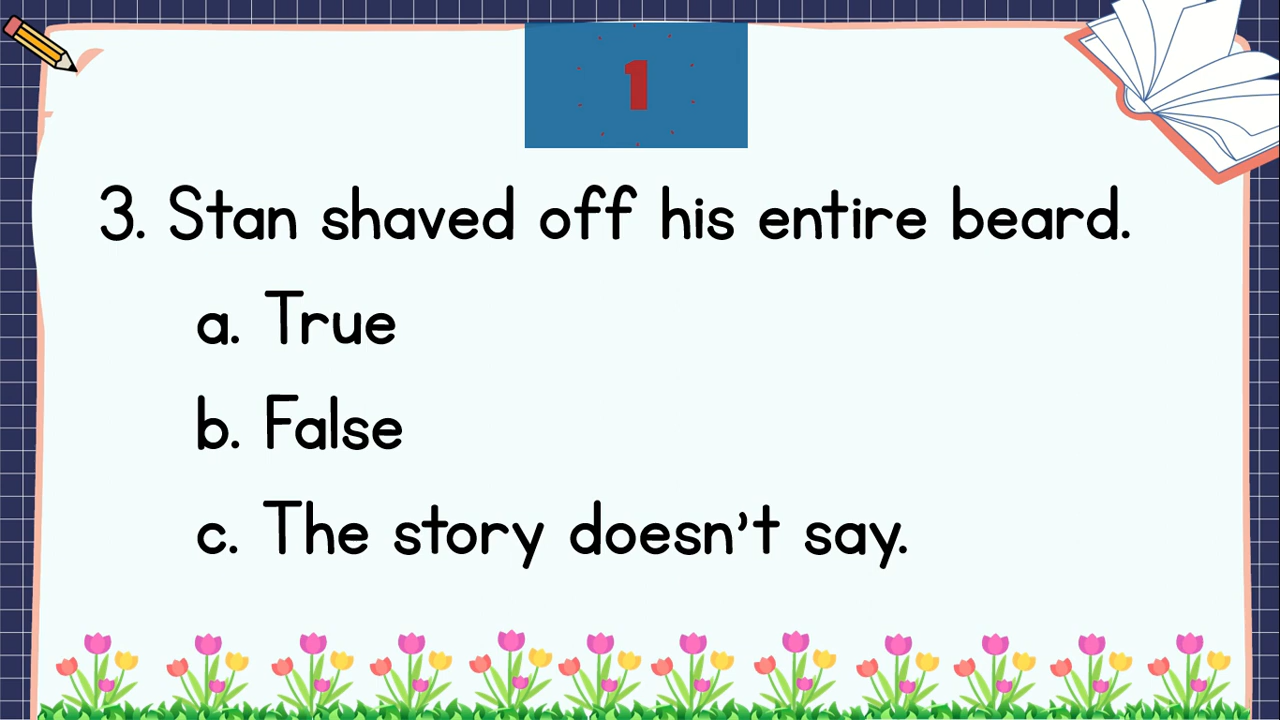 1
3. Stan shaved off his entire beard.
a. True
b. False
c. The story doesn't say.